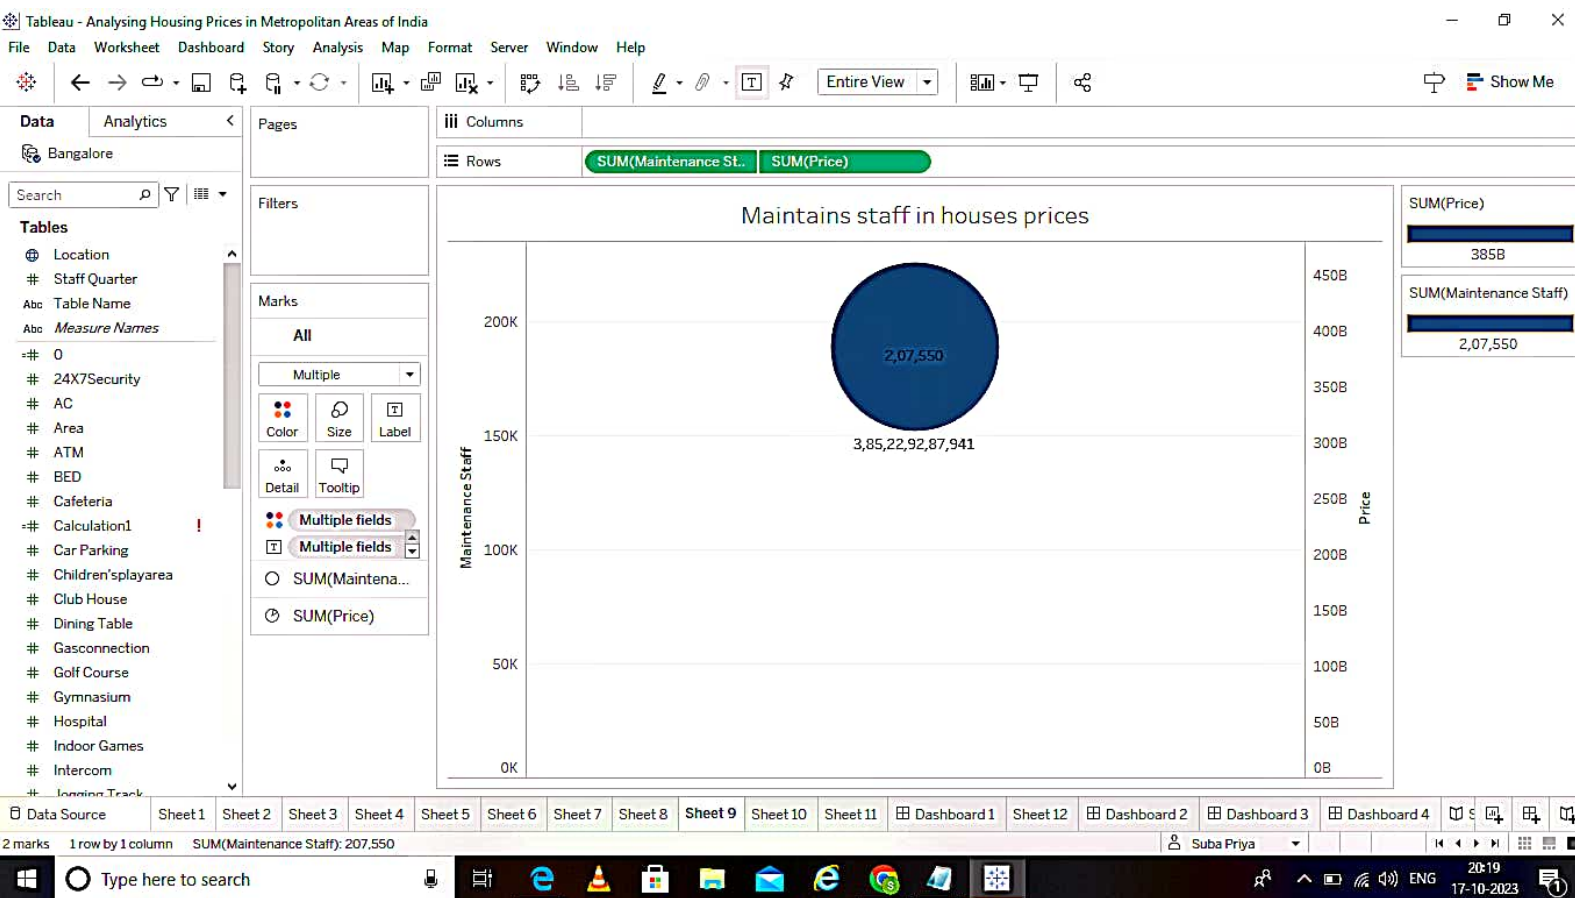 Tableau - Analysing Housing Prices in Metropolitan Areas of India
File Data Worksheet Dashboard Story Analysis Map Format Server Window Help
Entire View
Show Me
Data Analytics
Bangalore
Search
Tables
Location
# Staff Quarter
Abc Table Name
Abc Measure Names
=# 0
# 24X7Security
# AC
# Area
# ATM
# BED
# Cafeteria
=# Calculation1 !
# Car Parking
# Children'splayarea
# Club House
# Dining Table
# Gasconnection
# Golf Course
# Gymnasium
# Hospital
# Indoor Games
# Intercom
# Jogging Track
Pages
Filters
Marks
All
Multiple
Color Size Label
Detail Tooltip
Multiple fields
Multiple fields
SUM(Maintena...
SUM(Price)
Columns
Rows SUM(Maintenance St.. SUM(Price)
Maintains staff in houses prices
Maintenance Staff
200K
150K
100K
50K
0K
2,07,550
3,85,22,92,87,941
450B
400B
350B
300B
250B
200B
150B
100B
50B
0B
Price
SUM(Price)
385B
SUM(Maintenance Staff)
2,07,550
Data Source Sheet 1 Sheet 2 Sheet 3 Sheet 4 Sheet 5 Sheet 6 Sheet 7 Sheet 8 Sheet 9 Sheet 10 Sheet 11 Dashboard 1 Sheet 12 Dashboard 2 Dashboard 3 Dashboard 4 S
2 marks 1 row by 1 column SUM(Maintenance Staff): 207,550 Suba Priya
Type here to search
ENG
20:19
17-10-2023
1